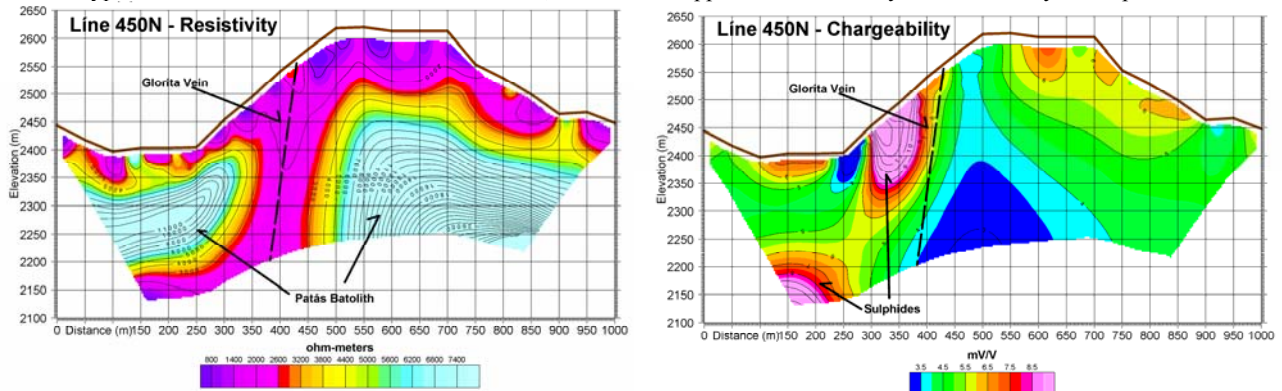 Líne 450N - Resistivity
Glorita Vein
Patás Batolith
Elevation (m)
2650
2600
2550
2500
2450
2400
2350
2300
2250
2200
2150
2100
0 Distance (m) 150 200 250 300 350 400 450 500 550 600 650 700 750 800 850 900 950 1000
ohm-meters
800 1400 2000 2600 3200 3800 4400 5000 5600 6200 6800 7400
Líne 450N - Chargeability
Glorita Vein
Sulphides
Elevation (m)
2650
2600
2550
2500
2450
2400
2350
2300
2250
2200
2150
2100
0 Distance (m) 150 200 250 300 350 400 450 500 550 600 650 700 750 800 850 900 950 1000
mV/V
3.5 4.5 5.5 6.5 7.5 8.5